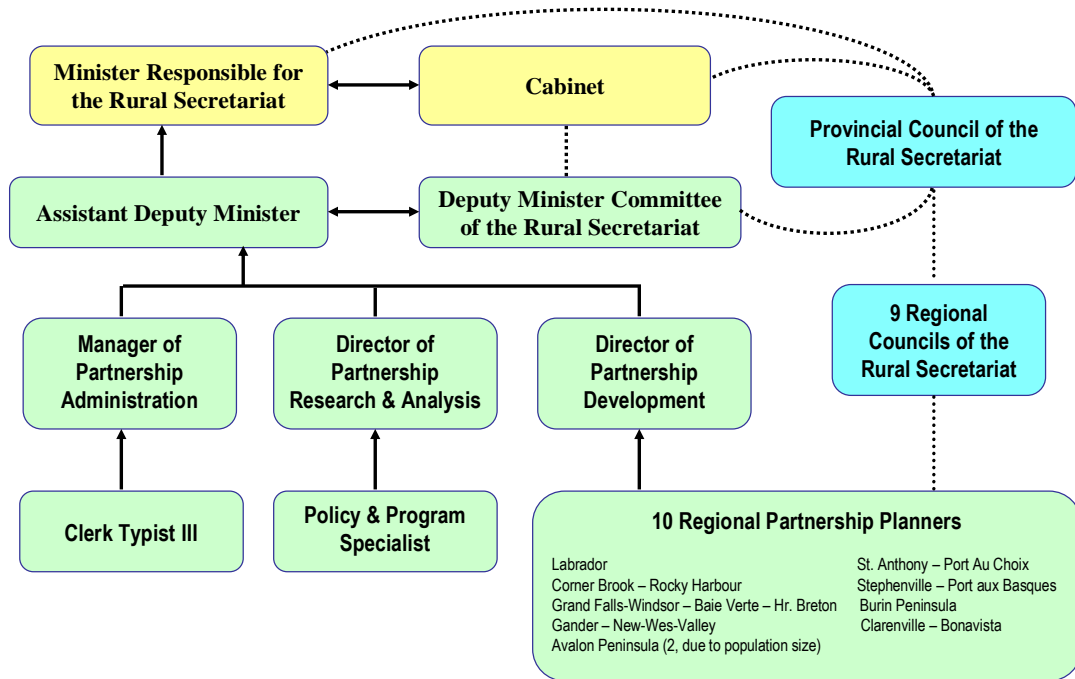 Minister Responsible for
the Rural Secretariat
Cabinet
Provincial Council of the
Rural Secretariat
Assistant Deputy Minister
Deputy Minister Committee
of the Rural Secretariat
9 Regional
Councils of the
Rural Secretariat
Manager of
Partnership
Administration
Director of
Partnership
Research & Analysis
Director of
Partnership
Development
Clerk Typist III
Policy & Program
Specialist
10 Regional Partnership Planners
Labrador
Corner Brook – Rocky Harbour
Grand Falls-Windsor – Baie Verte – Hr. Breton
Gander – New-Wes-Valley
Avalon Peninsula (2, due to population size)
St. Anthony – Port Au Choix
Stephenville – Port aux Basques
Burin Peninsula
Clarenville – Bonavista